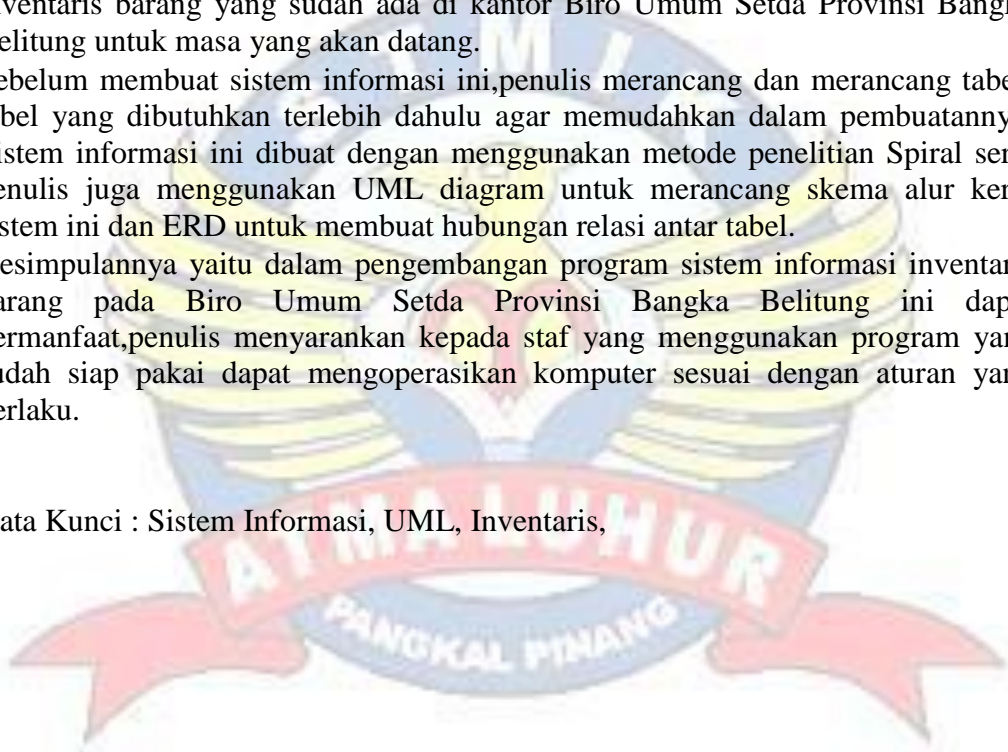 nventaris barang yang sudah ada di kantor Biro Umum Setda Provinsi Bangk
elitung untuk masa yang akan datang.
ebelum membuat sistem informasi ini,penulis merancang dan merancang tabe
bel yang dibutuhkan terlebih dahulu agar memudahkan dalam pembuatanny
istem informasi ini dibuat dengan menggunakan metode penelitian Spiral ser
enulis juga menggunakan UML diagram untuk merancang skema alur ker
istem ini dan ERD untuk membuat hubungan relasi antar tabel.
esimpulannya yaitu dalam pengembangan program sistem informasi inventar
arang pada Biro Umum Setda Provinsi Bangka Belitung ini dap
ermanfaat,penulis menyarankan kepada staf yang menggunakan program yan
udah siap pakai dapat mengoperasikan komputer sesuai dengan aturan yan
erlaku.
ata Kunci : Sistem Informasi, UML, Inventaris,
STMIK
ATMA LUHUR
PANGKAL PINANG